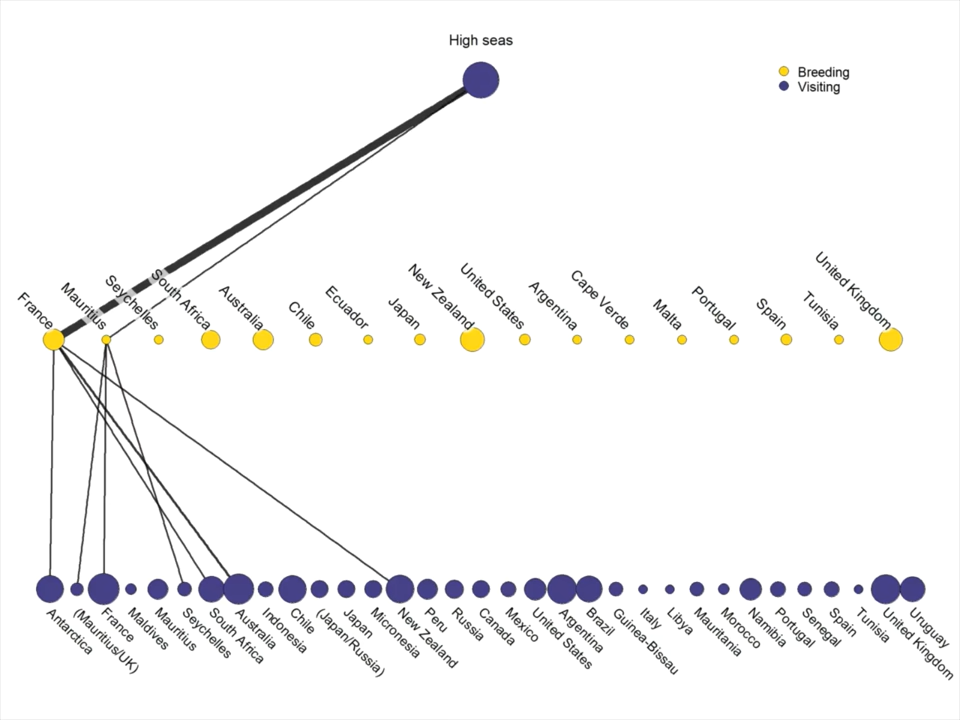 High seas
Breeding
Visiting
France
Mauritius
Seychelles
South Africa
Australia
Chile
Ecuador
Japan
New Zealand
United States
Argentina
Cape Verde
Malta
Portugal
Spain
Tunisia
United Kingdom
Antarctica
(Mauritius/UK)
France
Maldives
Mauritius
Seychelles
South Africa
Australia
Indonesia
Chile
(Japan/Russia)
Japan
Micronesia
New Zealand
Peru
Russia
Canada
Mexico
United States
Argentina
Brazil
Guinea-Bissau
Italy
Libya
Mauritania
Morocco
Namibia
Portugal
Senegal
Spain
Tunisia
United Kingdom
Uruguay